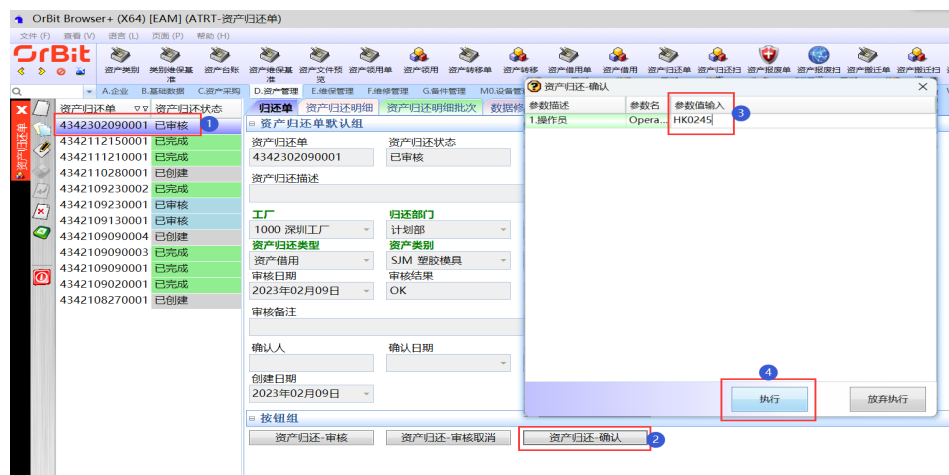 OrBit Browser+ (X64) [EAM] (ATRT-资产归还单)
文件 (F) 查看 (V) 语言 (L) 页面 (P) 帮助 (H)
OrBit
资产类别 类别维保基准 资产台账 资产维保基准 资产文件预览 资产领用单 资产领用 资产转移单 资产转移 资产借用单 资产借用 资产归还单 资产归还扫 资产报废单 资产报废扫 资产搬迁单 资产搬迁扫
A.企业 B.基础数据 C.资产采购 D.资产管理 E.维保管理 F.维修管理 G.备件管理 M0.设备管
资产归还单
资产归还单 资产归还状态
4342302090001 已审核 1
4342112150001 已完成
4342111210001 已完成
4342110280001 已创建
4342109230002 已完成
4342109230001 已审核
4342109130001 已审核
4342109090004 已创建
4342109090003 已完成
4342109090001 已完成
4342109020001 已完成
4342108270001 已创建
归还单 资产归还明细 资产归还明细批次 数据修
资产归还单默认组
资产归还单 资产归还状态
4342302090001 已审核
资产归还描述
工厂 归还部门
1000 深圳工厂 计划部
资产归还类型 资产类别
资产借用 SJM 塑胶模具
审核日期 审核结果
2023年02月09日 OK
审核备注
确认人 确认日期
创建日期
2023年02月09日
按钮组
资产归还-审核 资产归还-审核取消 资产归还-确认 2
资产归还-确认
参数描述 参数名 参数值输入 3
1.操作员 Opera... HK0245
4
执行 放弃执行